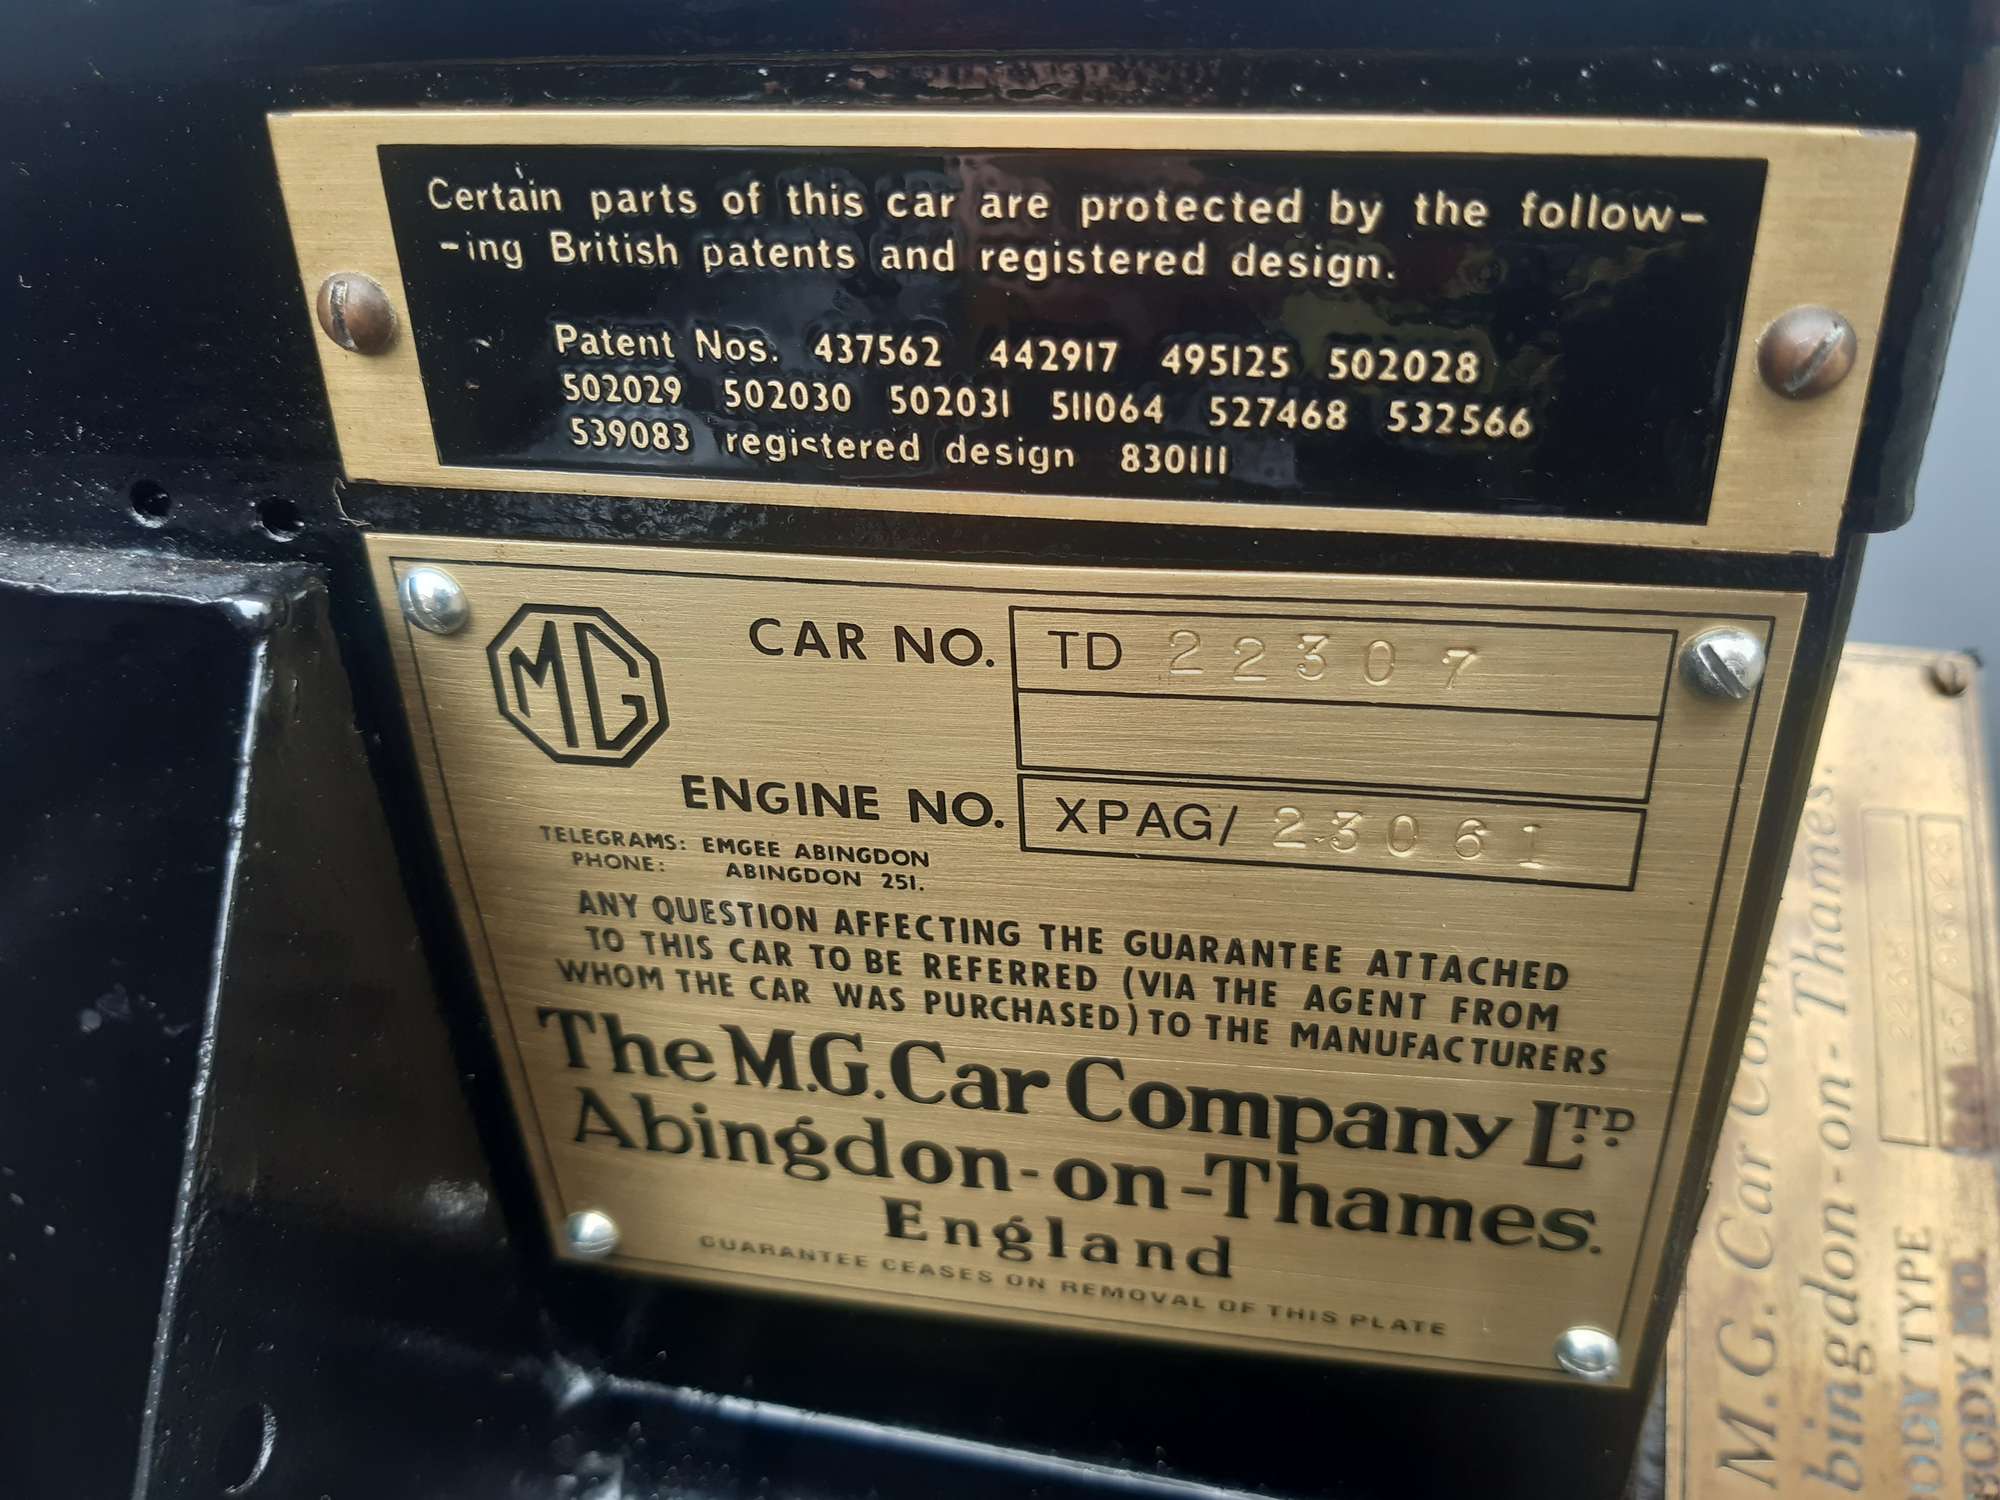 Certain parts of this car are protected by the follow-
-ing British patents and registered design.
Patent Nos. 437562 442917 495125 502028
502029 502030 502031 511064 527468 532566
539083 registered design 830111
MG
CAR NO. TD 22307
ENGINE NO. XPAG/ 23061
TELEGRAMS: EMGEE ABINGDON
PHONE: ABINGDON 251.
ANY QUESTION AFFECTING THE GUARANTEE ATTACHED
TO THIS CAR TO BE REFERRED (VIA THE AGENT FROM
WHOM THE CAR WAS PURCHASED) TO THE MANUFACTURERS
The M.G. Car Company LTD
Abingdon-on-Thames.
England
GUARANTEE CEASES ON REMOVAL OF THIS PLATE
M.G. Car
bingdon-on-Thames.
ODY TYPE
BODY NO.